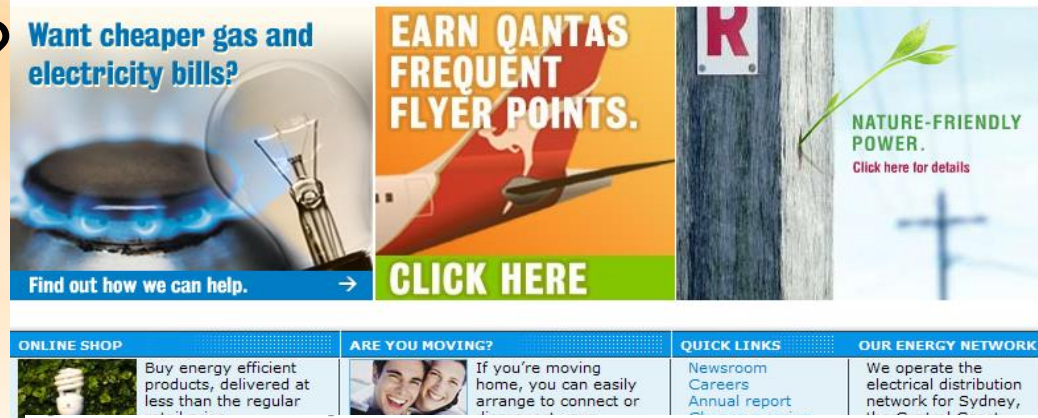 Want cheaper gas and
electricity bills?
Find out how we can help.
EARN QANTAS
FREQUENT
FLYER POINTS.
CLICK HERE
R
NATURE-FRIENDLY
POWER.
Click here for details
ONLINE SHOP
Buy energy efficient
products, delivered at
less than the regular
ARE YOU MOVING?
If you're moving
home, you can easily
arrange to connect or
QUICK LINKS
Newsroom
Careers
Annual report
OUR ENERGY NETWORK
We operate the
electrical distribution
network for Sydney,